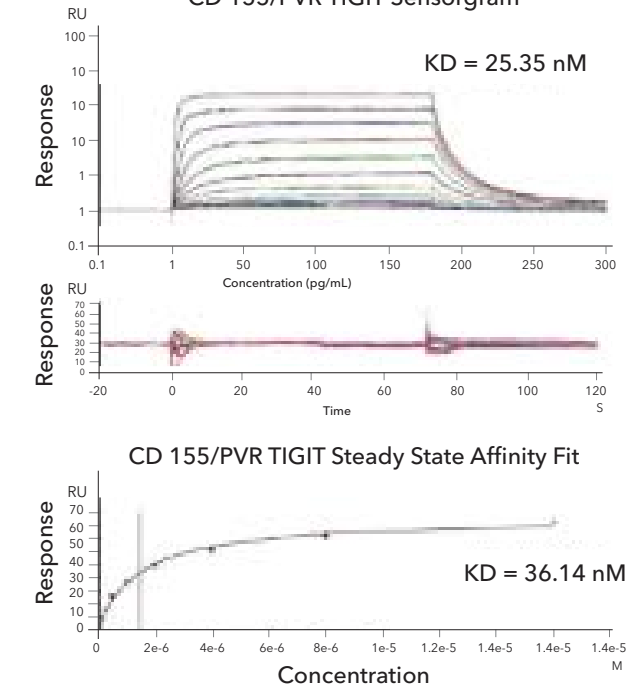 CD 155/PVR TIGIT Sensorgram
RU
100
10
10
10
1
1
0.1
Response
KD = 25.35 nM
0.1 1 50 100 150 200 250 300
Concentration (pg/mL)
RU
70
60
50
40
30
20
10
0
Response
-20 0 20 40 60 80 100 120
Time
S
CD 155/PVR TIGIT Steady State Affinity Fit
RU
70
60
50
40
30
20
10
0
Response
KD = 36.14 nM
0 2e-6 4e-6 6e-6 8e-6 1e-5 1.2e-5 1.4e-5 1.4e-5 1.4e-5
M
Concentration